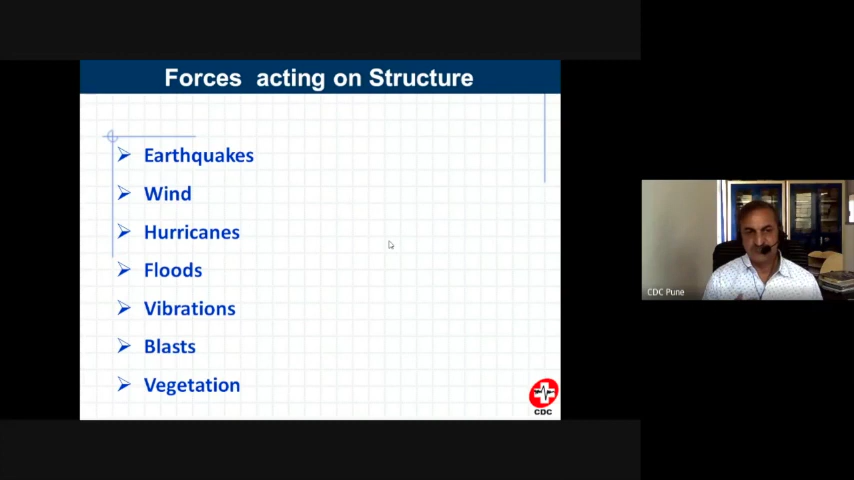 Forces acting on Structure
Earthquakes
Wind
Hurricanes
Floods
Vibrations
Blasts
Vegetation
CDC
CDC Pune